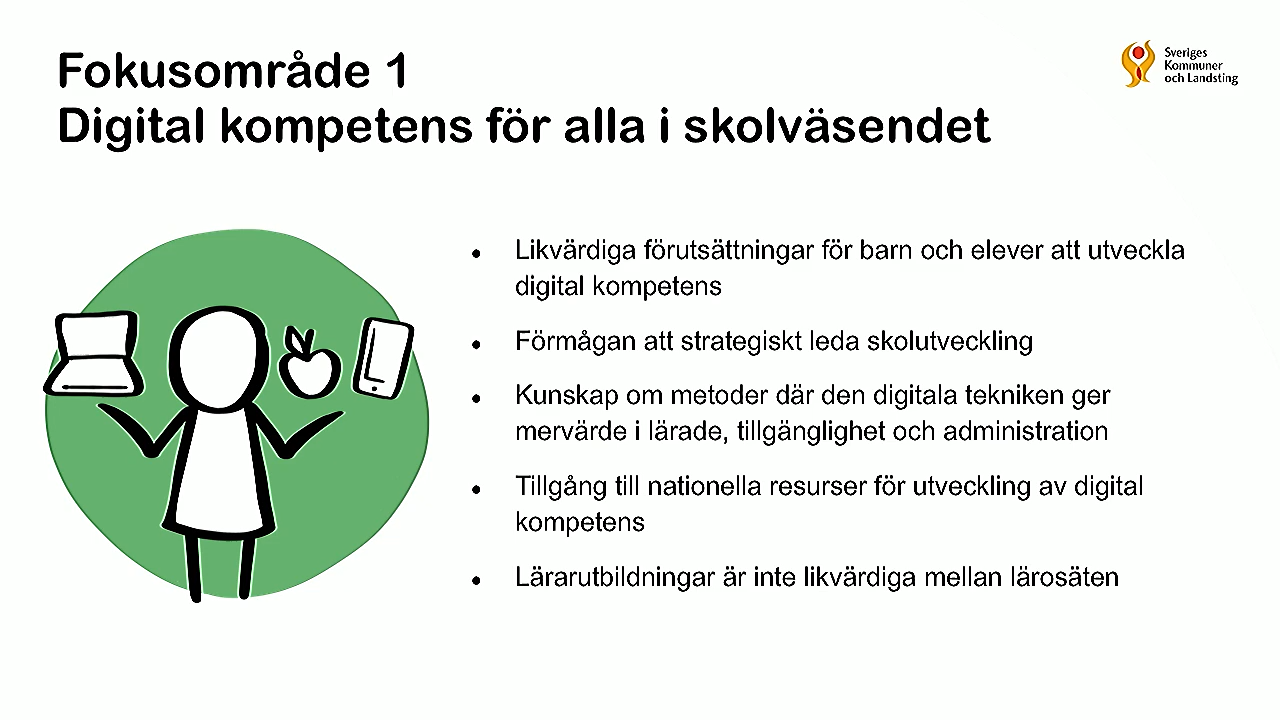 Fokusområde 1
Digital kompetens för alla i skolväsendet
Sveriges
Kommuner
och Landsting
• Likvärdiga förutsättningar för barn och elever att utveckla
digital kompetens
• Förmågan att strategiskt leda skolutveckling
• Kunskap om metoder där den digitala tekniken ger
mervärde i lärade, tillgänglighet och administration
• Tillgång till nationella resurser för utveckling av digital
kompetens
• Lärarutbildningar är inte likvärdiga mellan lärosäten